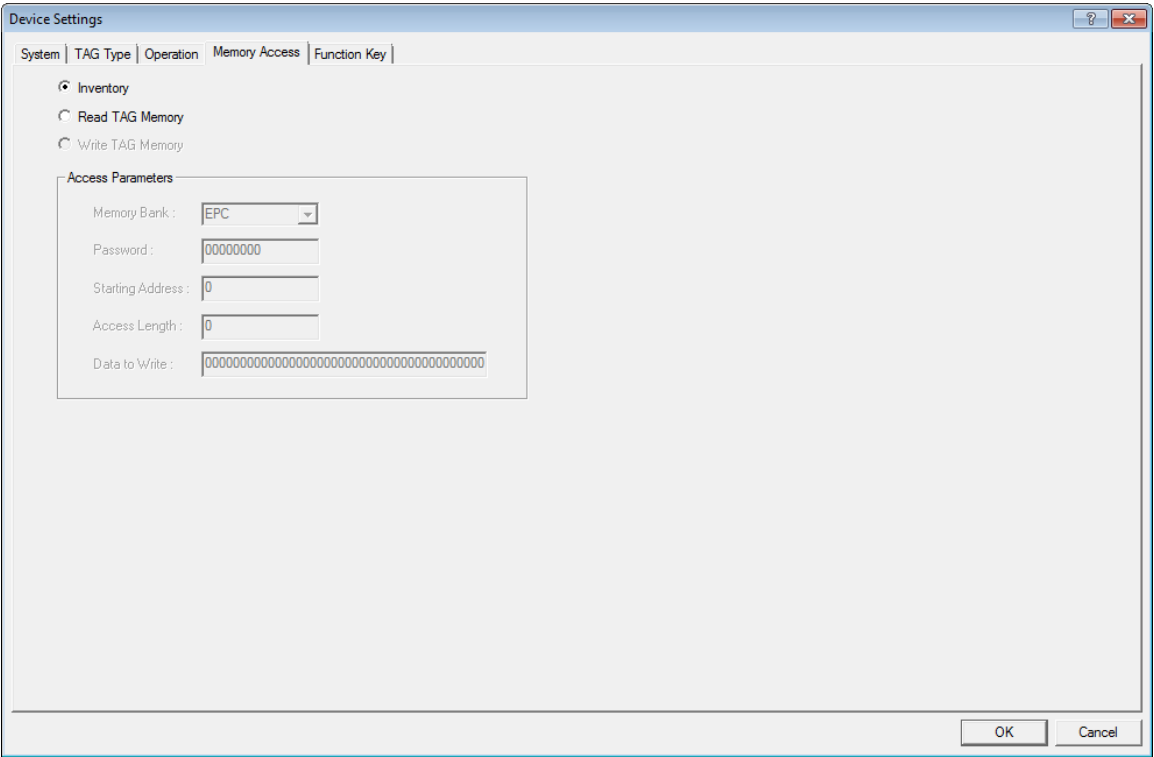 Device Settings
System TAG Type Operation Memory Access Function Key
Inventory
Read TAG Memory
Write TAG Memory
Access Parameters
Memory Bank : EPC
Password : 00000000
Starting Address : 0
Access Length : 0
Data to Write : 00000000000000000000000000000000000000000
OK Cancel